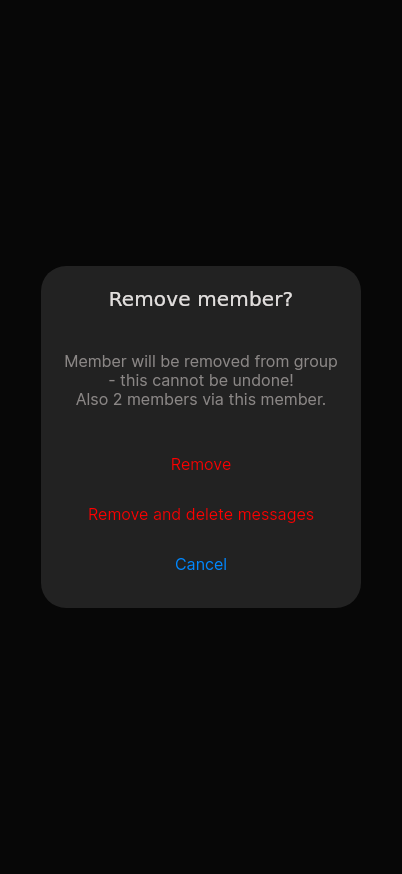 Remove member?
Member will be removed from group
- this cannot be undone!
Also 2 members via this member.
Remove
Remove and delete messages
Cancel